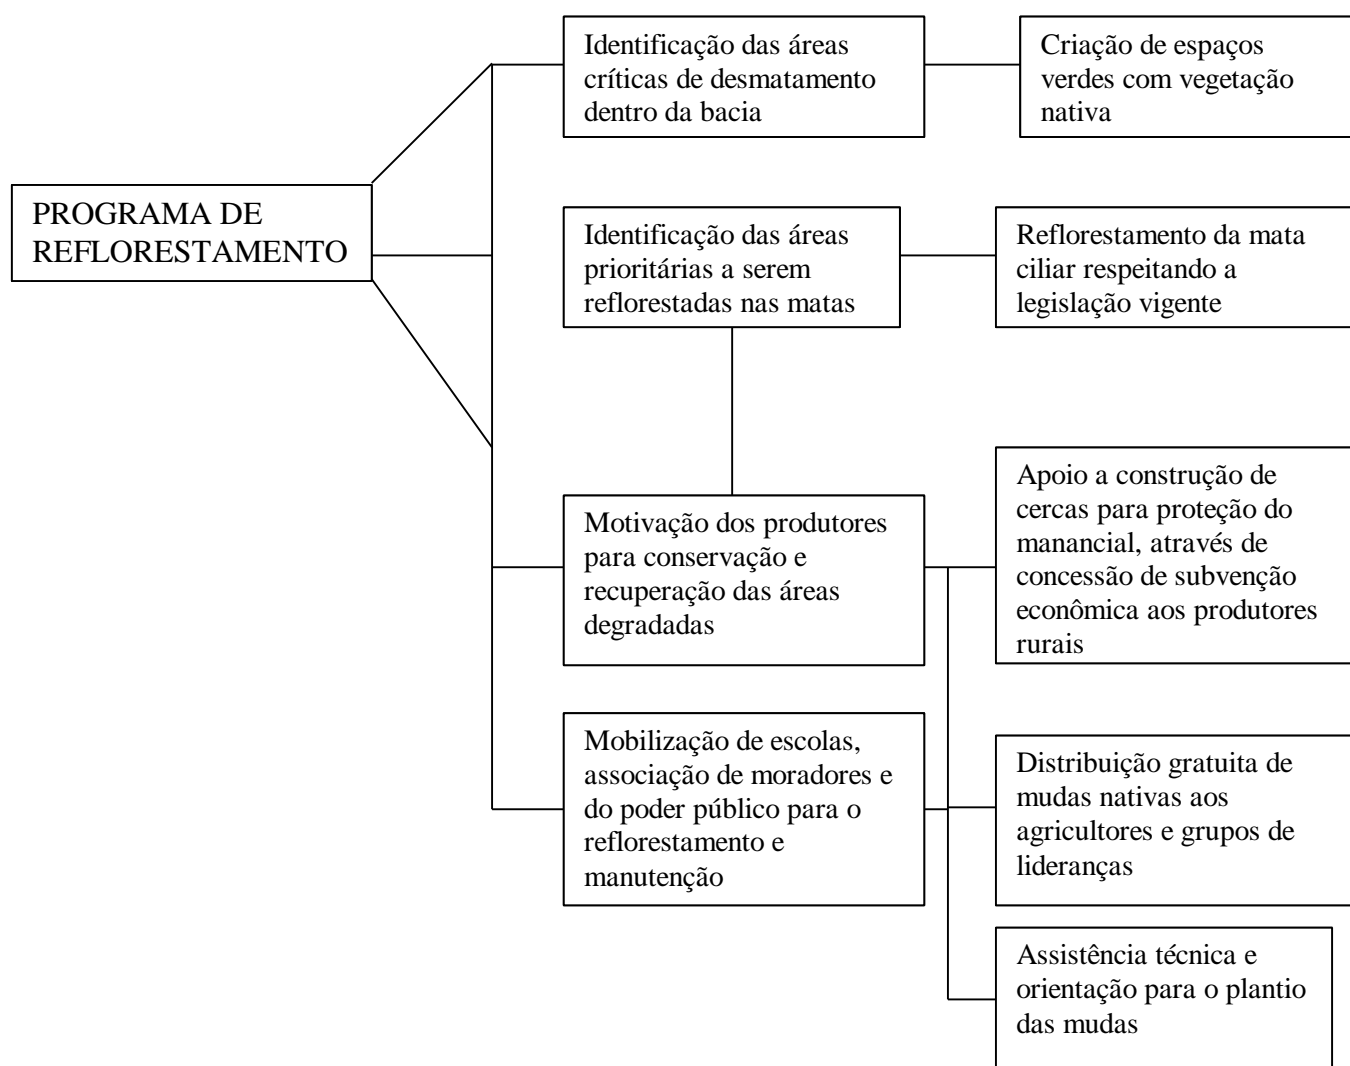 PROGRAMA DE
REFLORESTAMENTO
Identificação das áreas
críticas de desmatamento
dentro da bacia
Criação de espaços
verdes com vegetação
nativa
Identificação das áreas
prioritárias a serem
reflorestadas nas matas
Reflorestamento da mata
ciliar respeitando a
legislação vigente
Motivação dos produtores
para conservação e
recuperação das áreas
degradadas
Apoio a construção de
cercas para proteção do
manancial, através de
concessão de subvenção
econômica aos produtores
rurais
Mobilização de escolas,
associação de moradores e
do poder público para o
reflorestamento e
manutenção
Distribuição gratuita de
mudas nativas aos
agricultores e grupos de
lideranças
Assistência técnica e
orientação para o plantio
das mudas